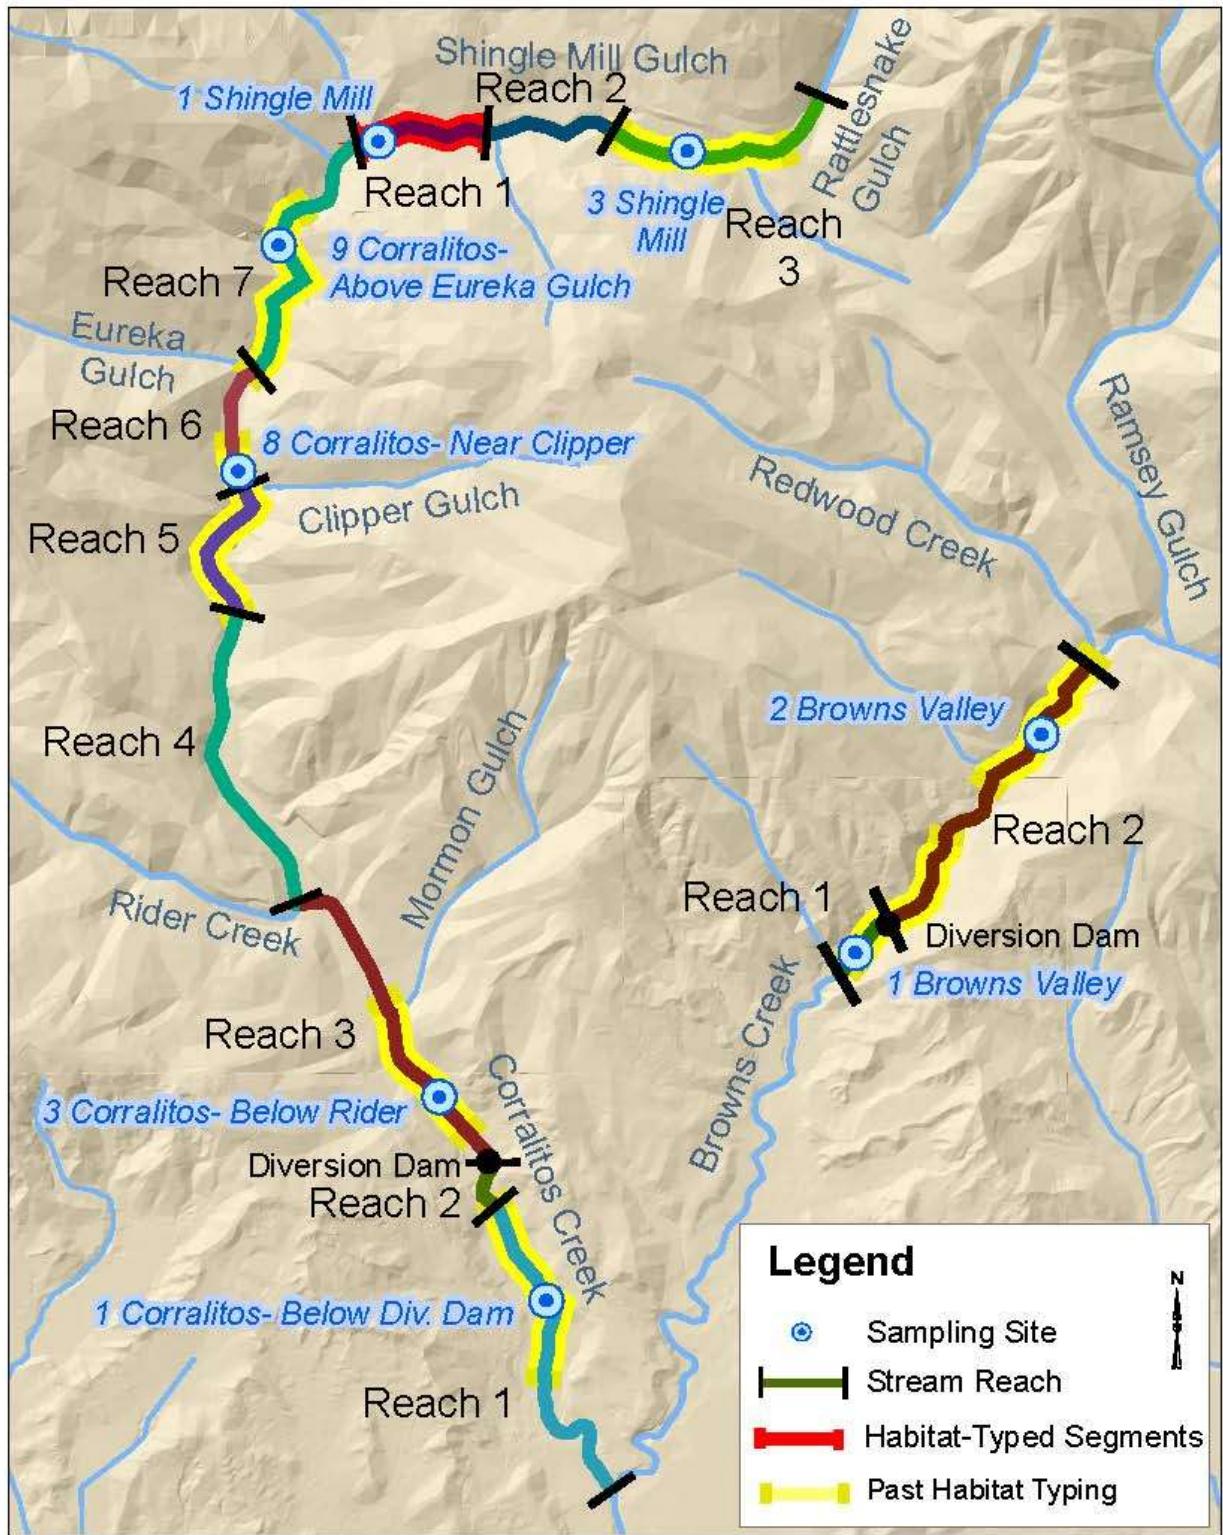 Shingle Mill Gulch
Reach 2
1 Shingle Mill
Rattlesnake
Gulch
Reach 1
3 Shingle
Mill
Reach
3
9 Corralitos-
Above Eureka Gulch
Reach 7
Eureka
Gulch
Reach 6
8 Corralitos- Near Clipper
Clipper Gulch
Reach 5
Redwood Creek
Ramsey Gulch
Reach 4
2 Browns Valley
Mormon Gulch
Reach 2
Reach 1
Rider Creek
Diversion Dam
1 Browns Valley
Reach 3
Browns Creek
3 Corralitos- Below Rider
Corralitos Creek
Diversion Dam
Reach 2
1 Corralitos- Below Div. Dam
Reach 1
Legend
N
Sampling Site
Stream Reach
Habitat-Typed Segments
Past Habitat Typing